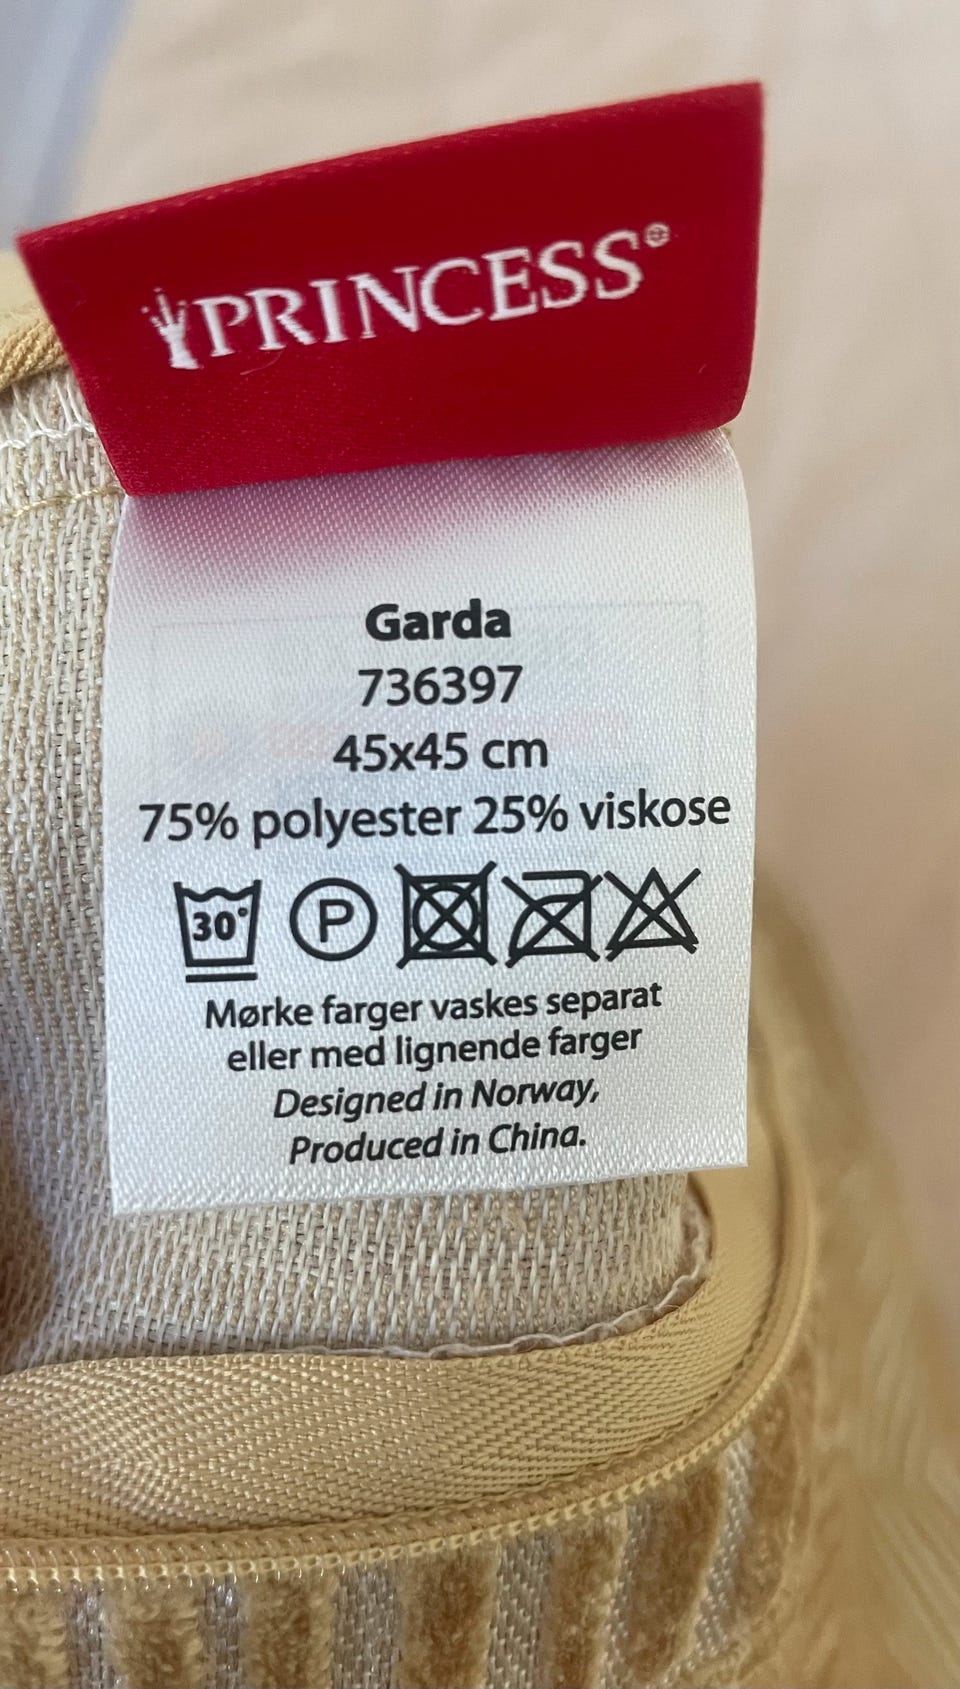 PRINCESS®
Garda
736397
45x45 cm
75% polyester 25% viskose
30° P
Mørke farger vaskes separat
eller med lignende farger
Designed in Norway,
Produced in China.